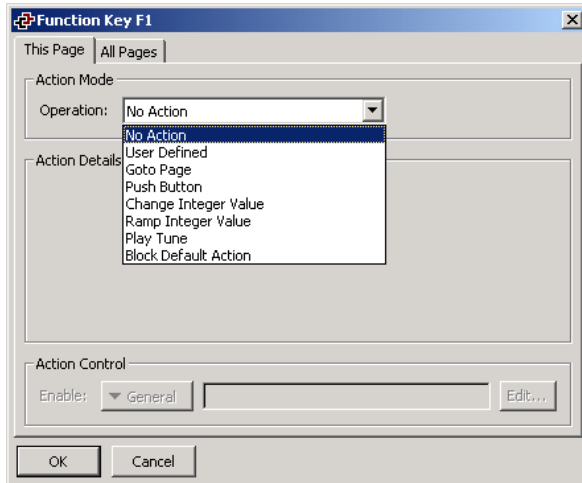 Function Key F1
This Page All Pages
Action Mode
Operation: No Action
No Action
User Defined
Action Details
Goto Page
Push Button
Change Integer Value
Ramp Integer Value
Play Tune
Block Default Action
Action Control
Enable: General Edit...
OK Cancel